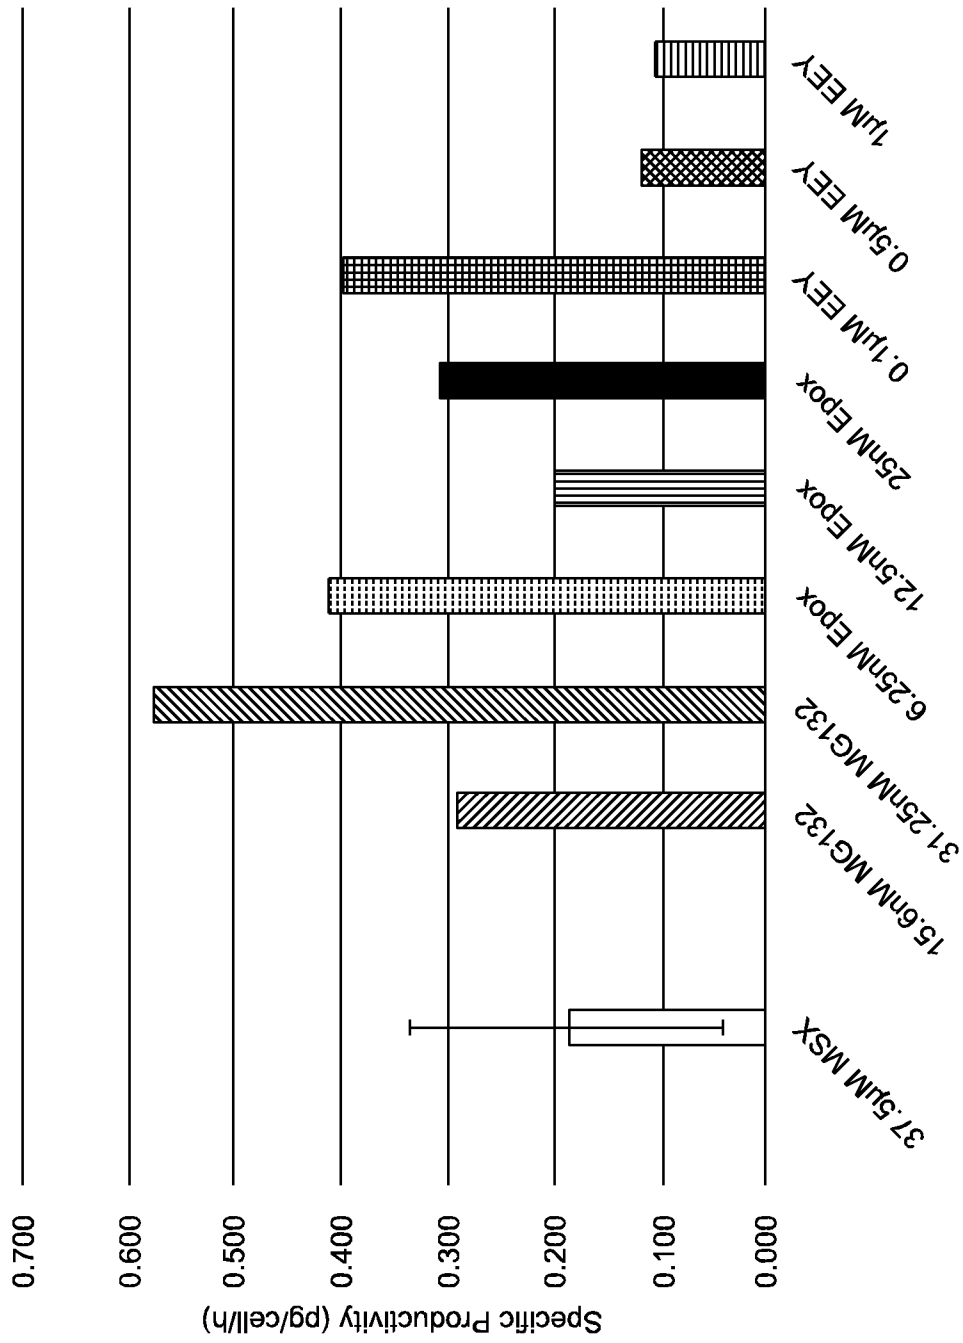 Specific Productivity (pg/cell/h)
0.700
0.600
0.500
0.400
0.300
0.200
0.100
0.000
37.5µM MSX
15.6nM MG132
31.25nM MG132
6.25nM Epox
12.5nM Epox
25nM Epox
0.1µM EEY
0.5µM EEY
1µM EEY